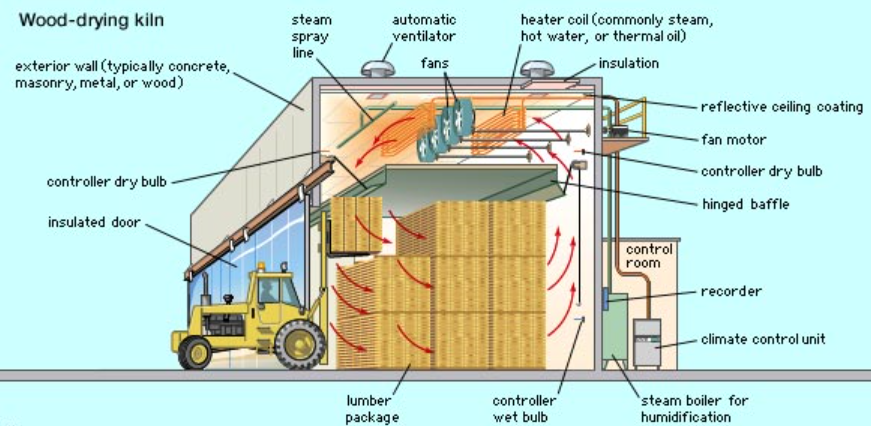 Wood-drying kiln
steam
spray
line
automatic
ventilator
heater coil (commonly steam,
hot water, or thermal oil)
exterior wall (typically concrete,
masonry, metal, or wood)
fans
insulation
reflective ceiling coating
fan motor
controller dry bulb
controller dry bulb
hinged baffle
insulated door
control
room
recorder
climate control unit
lumber
package
controller
wet bulb
steam boiler for
humidification